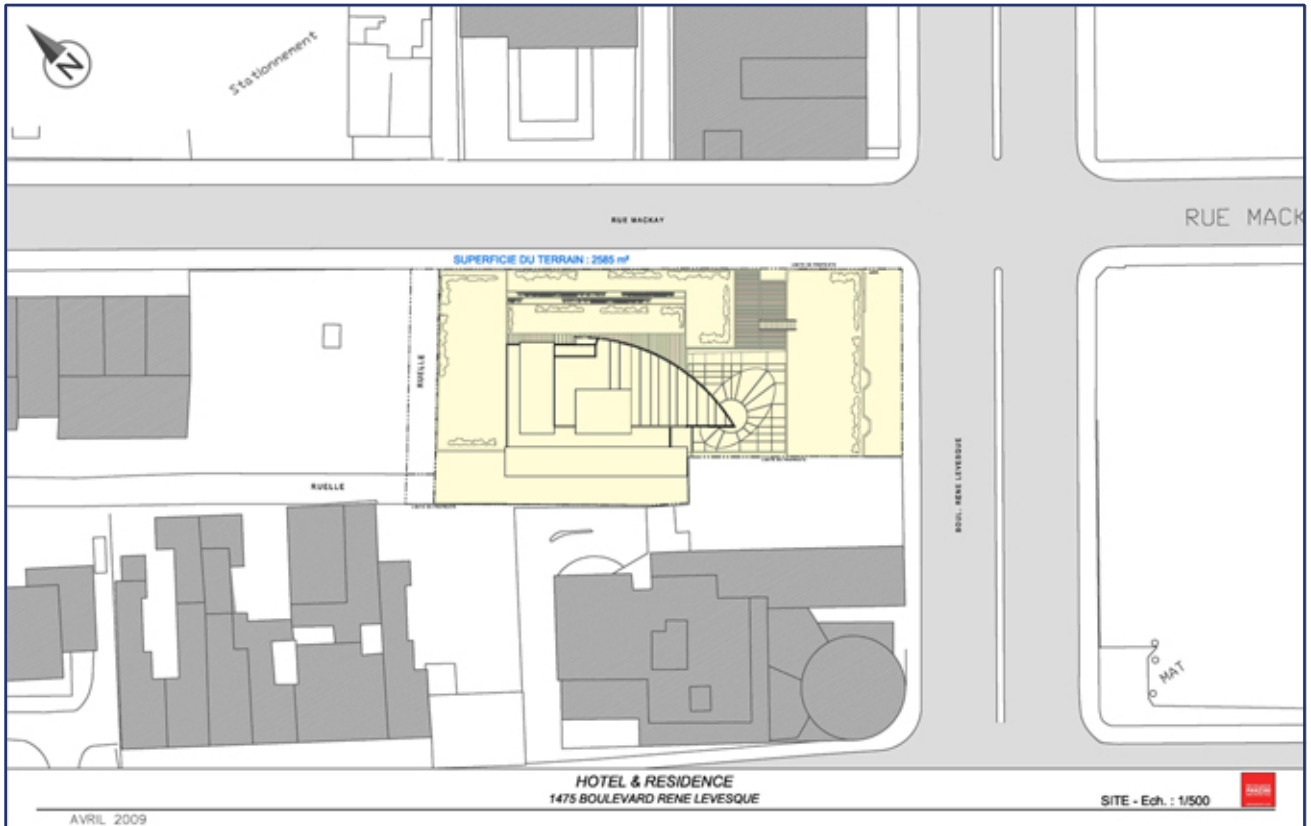 N
Stationnement
RUE MACKAY
RUE MACK
SUPERFICIE DU TERRAIN : 2585 m²
RUELLE
BOUL. RENE LEVESQUE
RUELLE
MAT
HOTEL & RESIDENCE
1475 BOULEVARD RENE LEVESQUE
SITE - Ech. : 1/500
AVRIL 2009